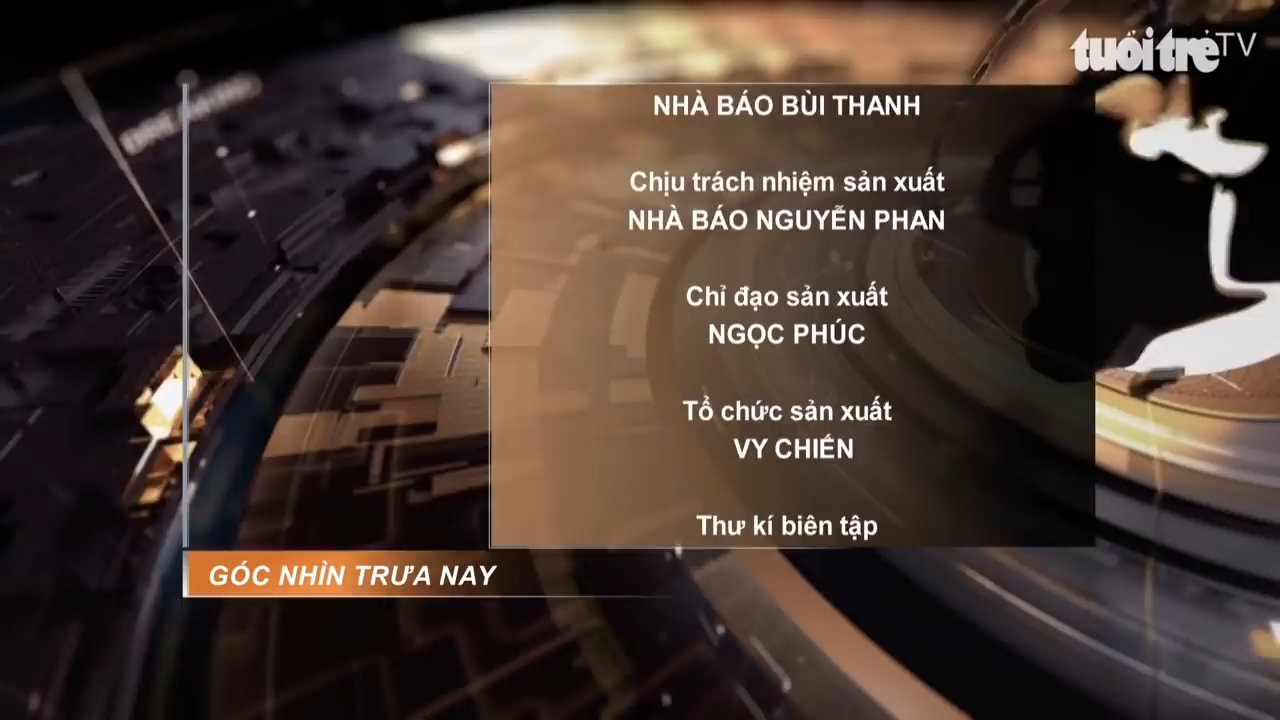 tuổi trẻ TV
NHÀ BÁO BÙI THANH
Chịu trách nhiệm sản xuất
NHÀ BÁO NGUYỄN PHAN
Chỉ đạo sản xuất
NGỌC PHÚC
Tổ chức sản xuất
VY CHIẾN
Thư kí biên tập
GÓC NHÌN TRƯA NAY